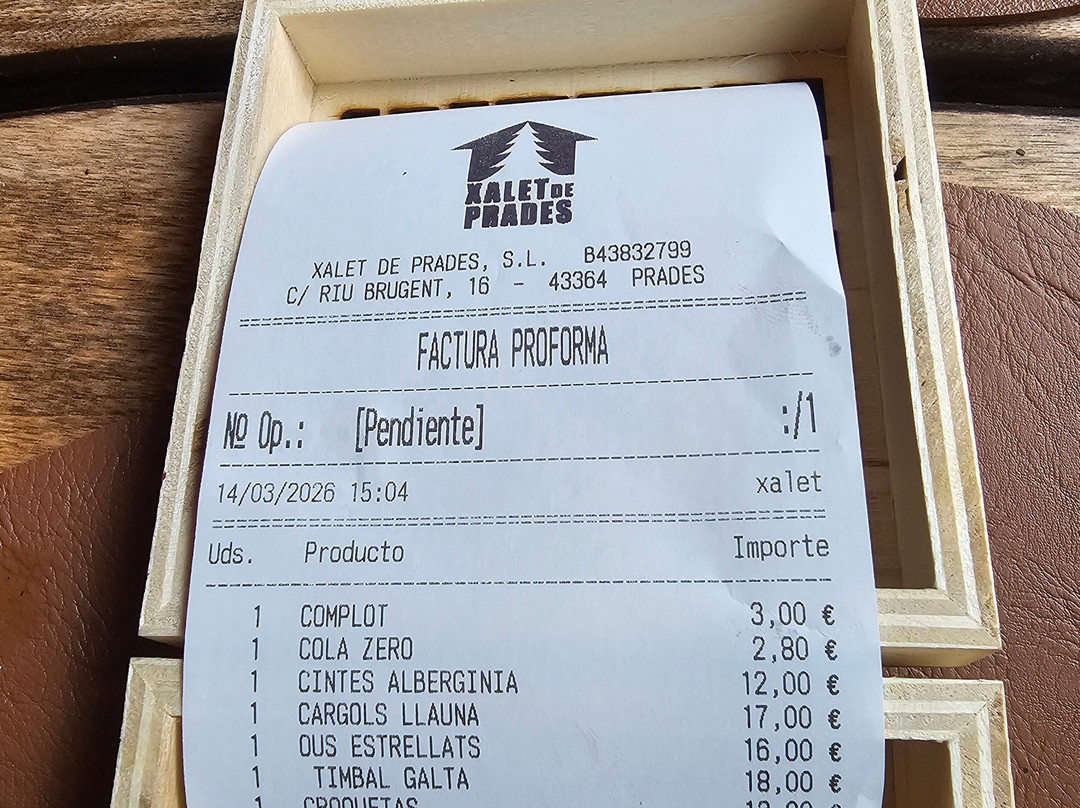 XALET DE
PRADES
XALET DE PRADES, S.L. B43832799
C/ RIU BRUGENT, 16 - 43364 PRADES
FACTURA PROFORMA
Nº Op.: [Pendiente] :/1
14/03/2026 15:04 xalet
Uds. Producto Importe
1 COMPLOT 3,00 €
1 COLA ZERO 2,80 €
1 CINTES ALBERGINIA 12,00 €
1 CARGOLS LLAUNA 17,00 €
1 OUS ESTRELLATS 16,00 €
1 TIMBAL GALTA 18,00 €
1 CROQUETAS